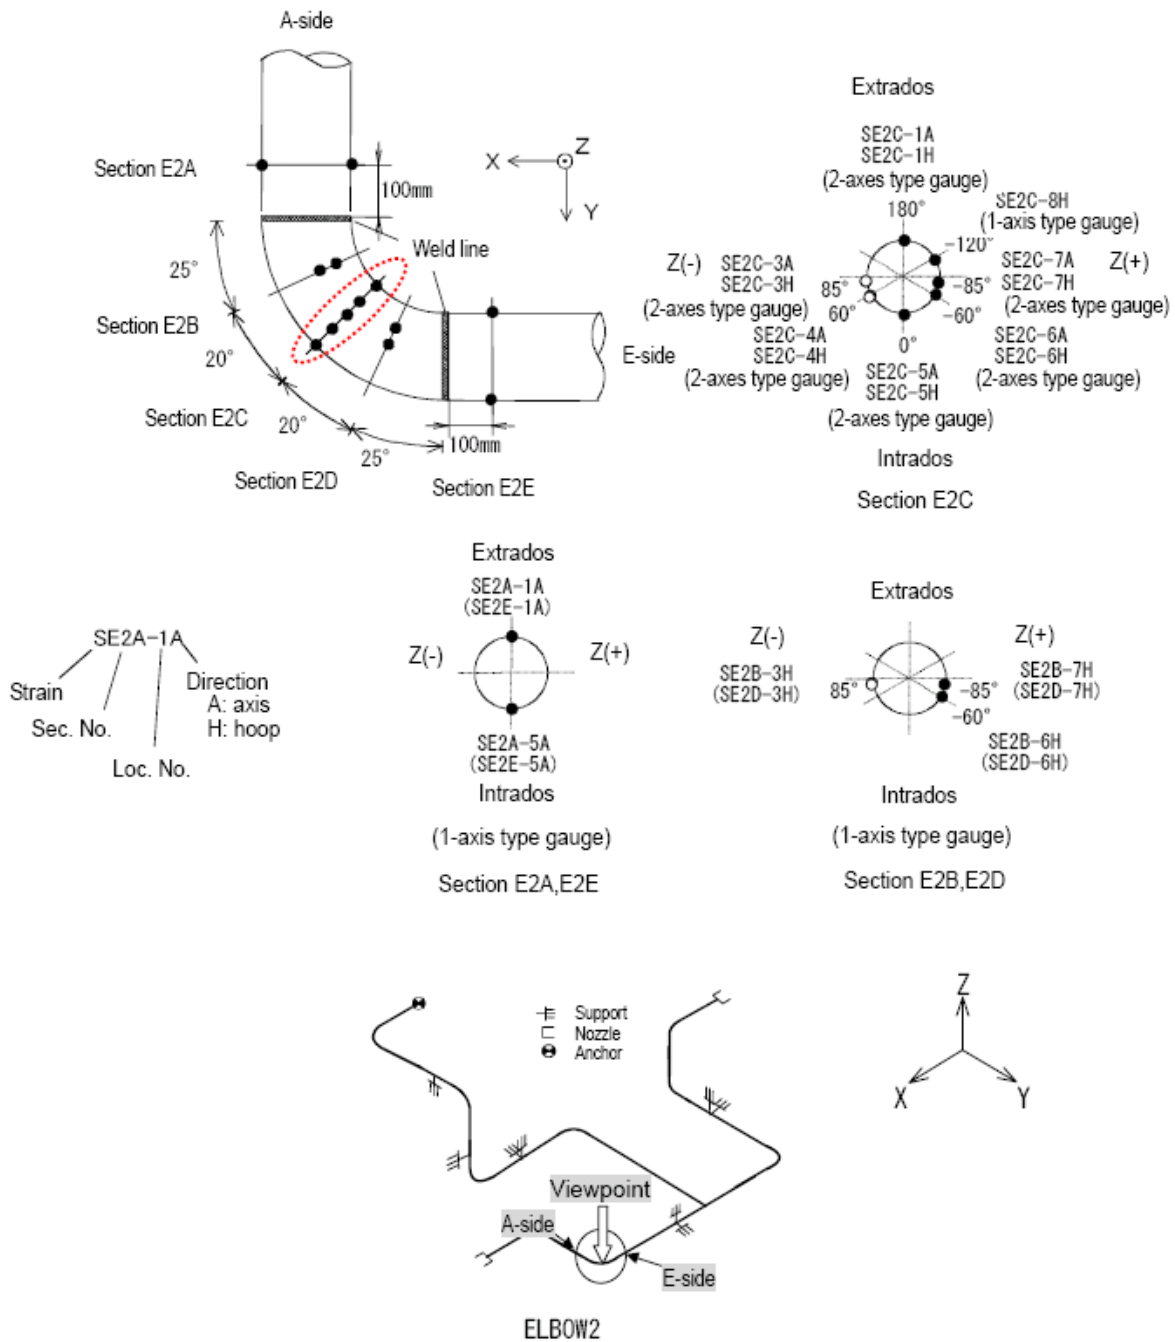 A-side
Section E2A
100mm
X
Z
Y
Weld line
25°
Section E2B
20°
Section E2C
20°
Section E2D
25°
100mm
Section E2E
E-side
Extrados
SE2C-1A
SE2C-1H
(2-axes type gauge)
180°
SE2C-8H
(1-axis type gauge)
-120°
Z(-)
SE2C-3A
SE2C-3H
(2-axes type gauge)
85°
SE2C-7A
SE2C-7H
(2-axes type gauge)
Z(+)
-85°
60°
SE2C-4A
SE2C-4H
(2-axes type gauge)
-60°
SE2C-6A
SE2C-6H
(2-axes type gauge)
0°
SE2C-5A
SE2C-5H
(2-axes type gauge)
Intrados
Section E2C
SE2A-1A
Strain
Sec. No.
Loc. No.
Direction
A: axis
H: hoop
Extrados
SE2A-1A
(SE2E-1A)
Z(-)
Z(+)
SE2A-5A
(SE2E-5A)
Intrados
(1-axis type gauge)
Section E2A,E2E
Extrados
Z(-)
Z(+)
SE2B-3H
(SE2D-3H)
85°
-85°
SE2B-7H
(SE2D-7H)
-60°
SE2B-6H
(SE2D-6H)
Intrados
(1-axis type gauge)
Section E2B,E2D
Support
Nozzle
Anchor
Z
X
Y
Viewpoint
A-side
E-side
ELBOW2